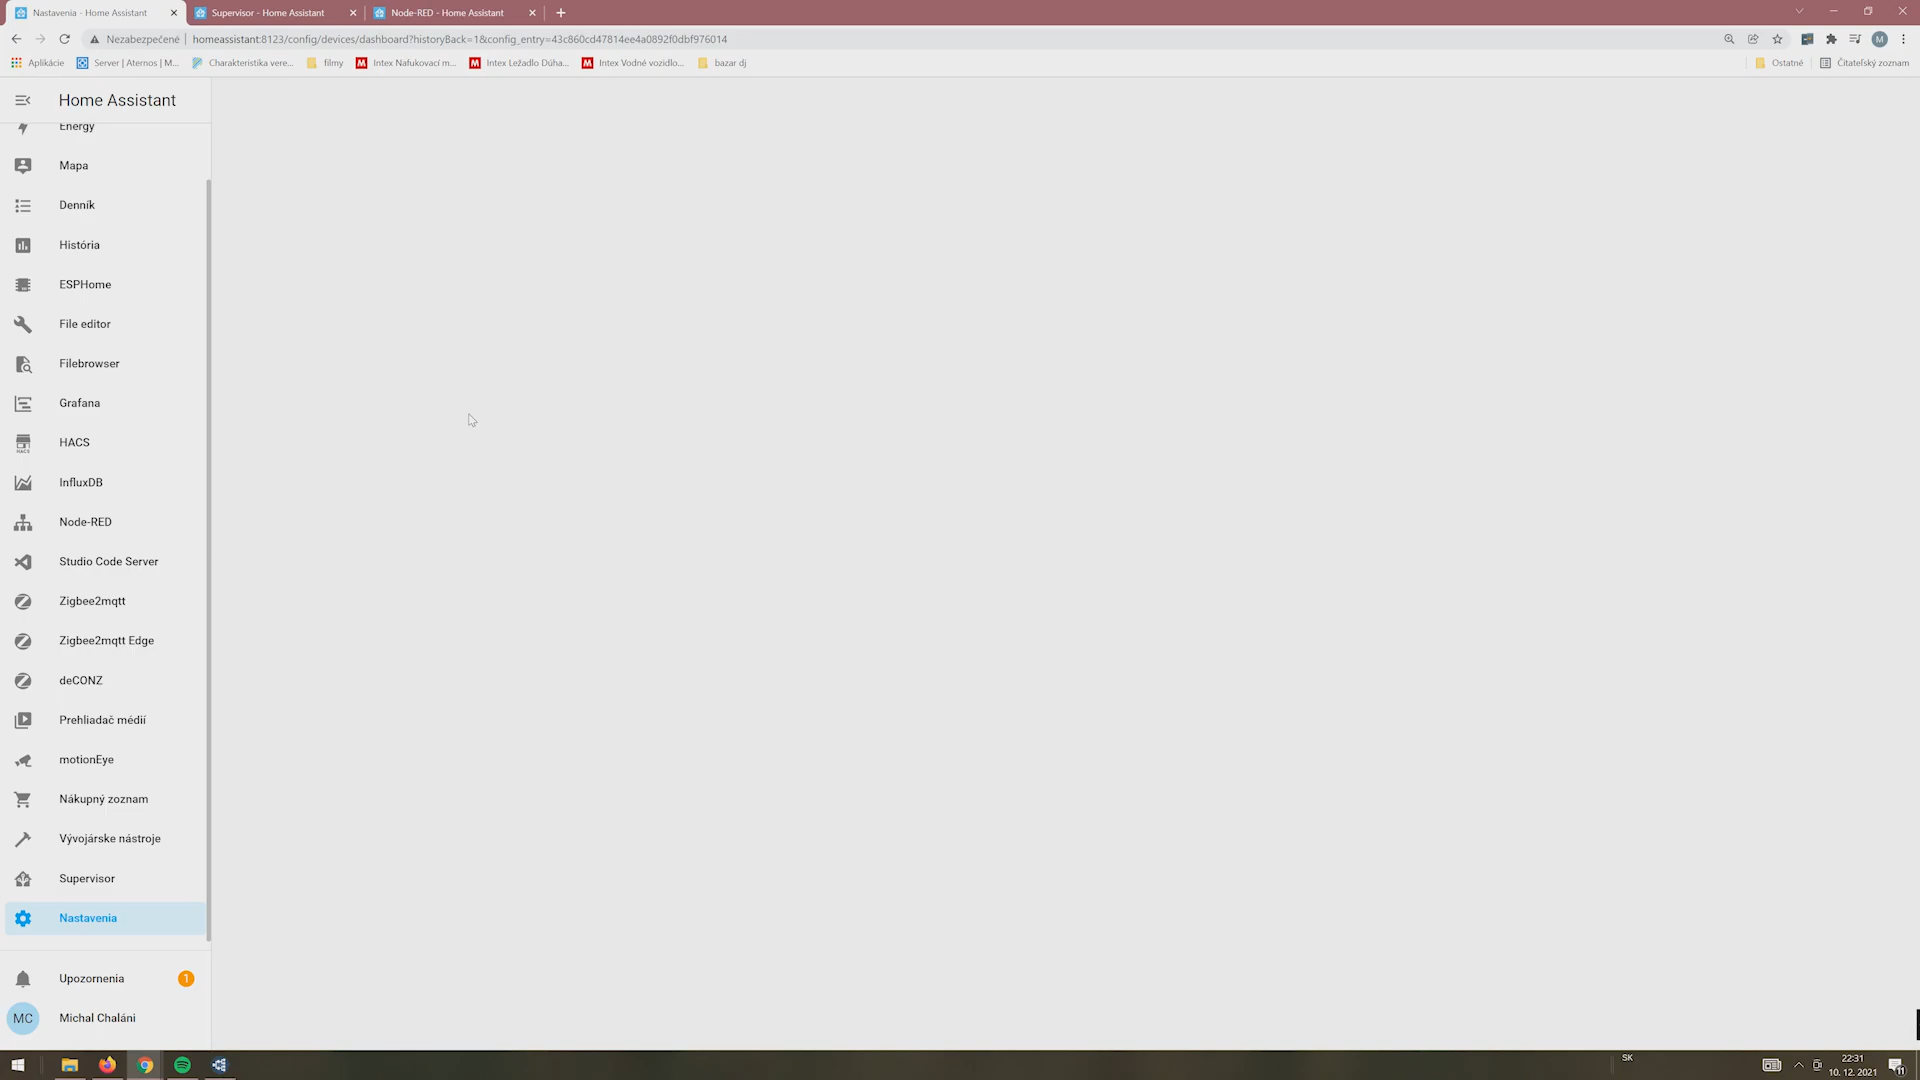 Nastavenia - Home Assistant
Supervisor - Home Assistant
Node-RED - Home Assistant
Nezabezpečené
homeassistant:8123/config/devices/dashboard?historyBack=1&config_entry=43c860cd47814ee4a0892f0dbf976014
M
Aplikácie
Server | Aternos | M...
Charakteristika vere...
filmy
Intex Nafukovací m...
Intex Ležadlo Dúha...
Intex Vodné vozidlo...
bazar dj
Ostatné
Čitateľský zoznam
Home Assistant
Energy
Mapa
Denník
História
ESPHome
File editor
Filebrowser
Grafana
HACS
HACS
InfluxDB
Node-RED
Studio Code Server
Zigbee2mqtt
Zigbee2mqtt Edge
deCONZ
Prehliadač médií
motionEye
Nákupný zoznam
Vývojárske nástroje
Supervisor
Nastavenia
Upozornenia
1
MC
Michal Chaláni
SK
22:31
10. 12. 2021
11